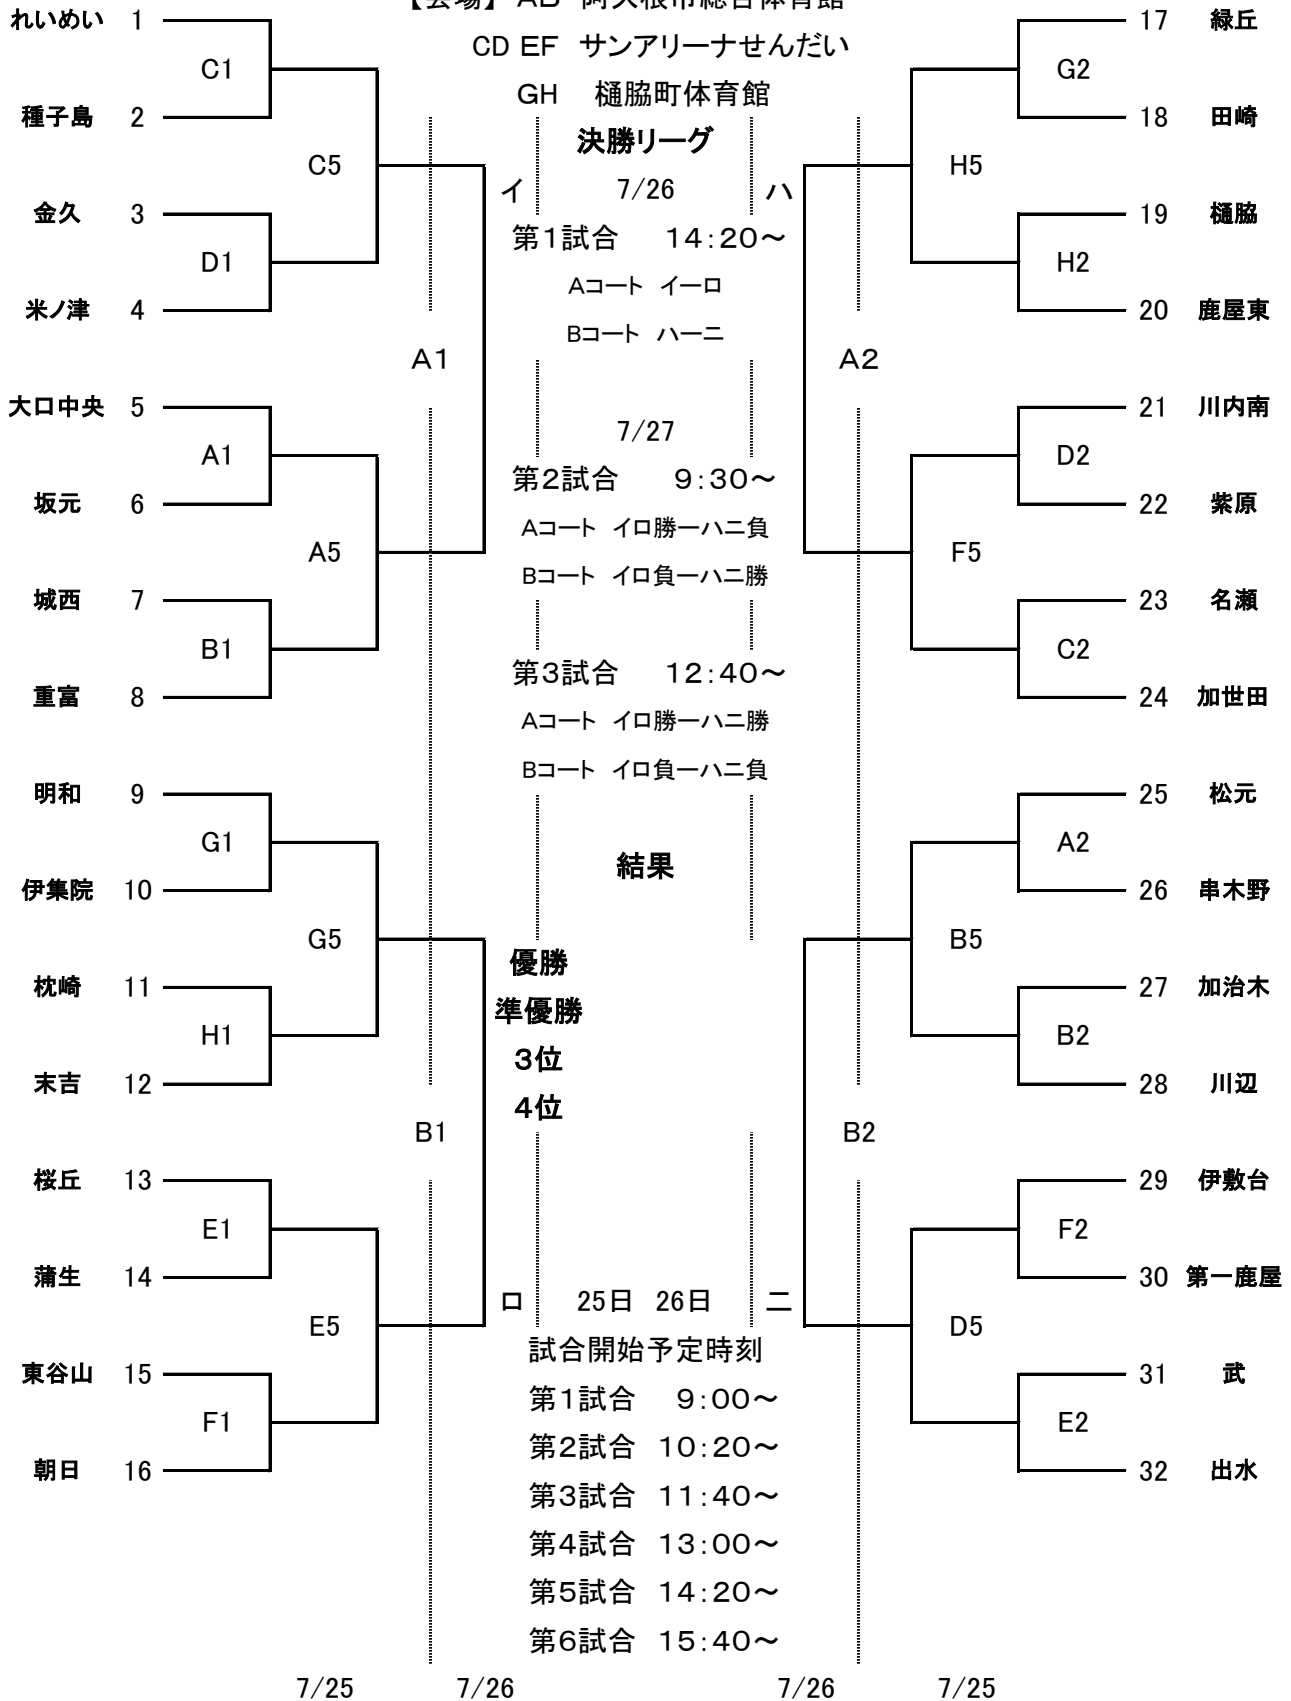 【会場】 AB 阿久根市総合体育館
CD EF サンアリーナせんだい
GH 樋脇町体育館
決勝リーグ
イ 7/26 ハ
第1試合 14:20～
Aコート イーロ
Bコート ハーニ
7/27
第2試合 9:30～
Aコート イロ勝ーハニ負
Bコート イロ負ーハニ勝
第3試合 12:40～
Aコート イロ勝ーハニ勝
Bコート イロ負ーハニ負
結果
優勝
準優勝
3位
4位
ロ 25日 26日 ニ
試合開始予定時刻
第1試合 9:00～
第2試合 10:20～
第3試合 11:40～
第4試合 13:00～
第5試合 14:20～
第6試合 15:40～
れいめい 1
C1
種子島 2
C5
金久 3
D1
米ノ津 4
A1
大口中央 5
A1
坂元 6
A5
城西 7
B1
重富 8
明和 9
G1
伊集院 10
G5
枕崎 11
H1
末吉 12
B1
桜丘 13
E1
蒲生 14
E5
東谷山 15
F1
朝日 16
17 緑丘
G2
18 田崎
H5
19 樋脇
H2
20 鹿屋東
A2
21 川内南
D2
22 紫原
F5
23 名瀬
C2
24 加世田
25 松元
A2
26 串木野
B5
27 加治木
B2
28 川辺
B2
29 伊敷台
F2
30 第一鹿屋
D5
31 武
E2
32 出水
7/25 7/26 7/26 7/25